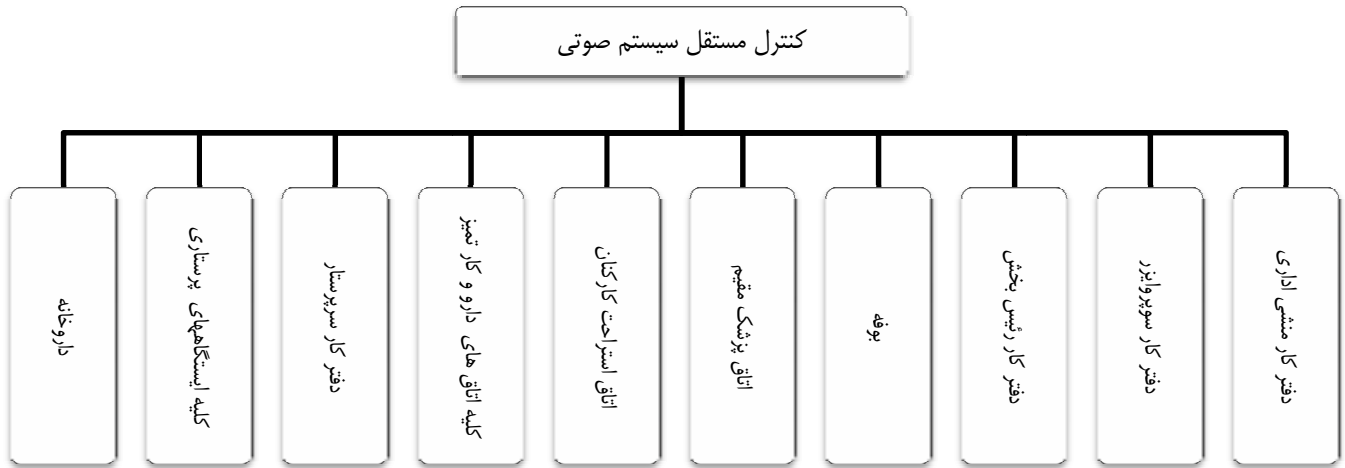 کنترل مستقل سیستم صوتی
دفتر کار منشی اداری
دفتر کار سوپروایزر
دفتر کار رئیس بخش
بوفه
اتاق پزشک مقیم
اتاق استراحت کارکنان
کلیه اتاق های دارو و کار تمیز
دفتر کار سرپرستار
کلیه ایستگاههای پرستاری
داروخانه